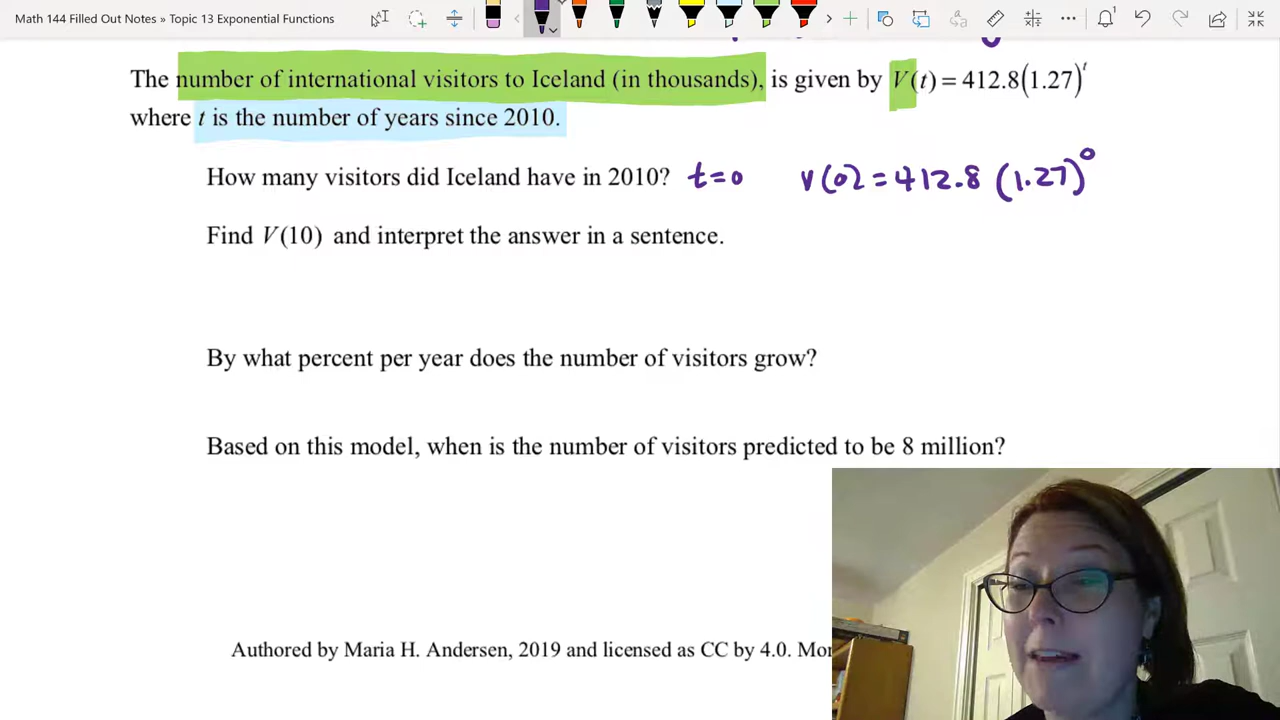 Math 144 Filled Out Notes » Topic 13 Exponential Functions
The number of international visitors to Iceland (in thousands), is given by V(t) = 412.8(1.27)^t
where t is the number of years since 2010.
How many visitors did Iceland have in 2010? t=0 V(0) = 412.8 (1.27)^0
Find V(10) and interpret the answer in a sentence.
By what percent per year does the number of visitors grow?
Based on this model, when is the number of visitors predicted to be 8 million?
Authored by Maria H. Andersen, 2019 and licensed as CC by 4.0. Mor